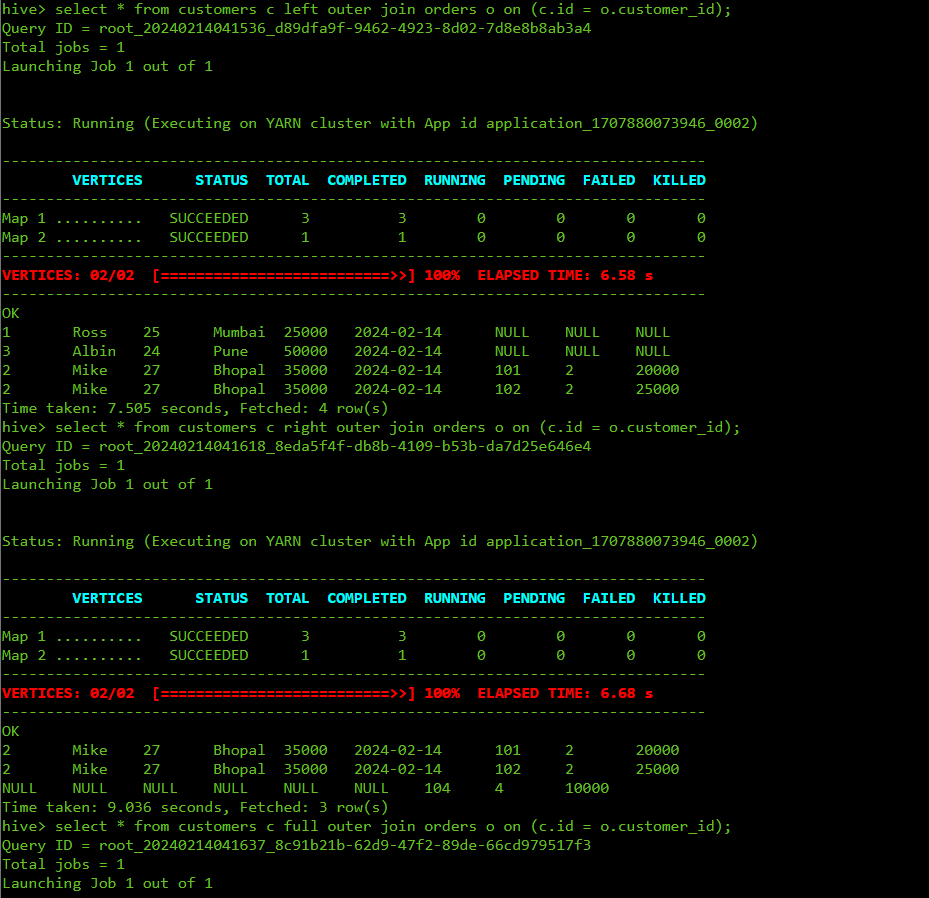 hive> select * from customers c left outer join orders o on (c.id = o.customer_id);
Query ID = root_20240214041536_d89dfa9f-9462-4923-8d02-7d8e8b8ab3a4
Total jobs = 1
Launching Job 1 out of 1
Status: Running (Executing on YARN cluster with App id application_1707880073946_0002)
--------------------------------------------------------------------------------
        VERTICES      STATUS  TOTAL  COMPLETED  RUNNING  PENDING  FAILED  KILLED
--------------------------------------------------------------------------------
Map 1 ..........   SUCCEEDED      3          3        0        0       0       0
Map 2 ..........   SUCCEEDED      1          1        0        0       0       0
--------------------------------------------------------------------------------
VERTICES: 02/02  [==========================>>] 100%  ELAPSED TIME: 6.58 s
--------------------------------------------------------------------------------
OK
1       Ross    25      Mumbai  25000   2024-02-14      NULL    NULL    NULL
3       Albin   24      Pune    50000   2024-02-14      NULL    NULL    NULL
2       Mike    27      Bhopal  35000   2024-02-14      101     2       20000
2       Mike    27      Bhopal  35000   2024-02-14      102     2       25000
Time taken: 7.505 seconds, Fetched: 4 row(s)
hive> select * from customers c right outer join orders o on (c.id = o.customer_id);
Query ID = root_20240214041618_8eda5f4f-db8b-4109-b53b-da7d25e646e4
Total jobs = 1
Launching Job 1 out of 1
Status: Running (Executing on YARN cluster with App id application_1707880073946_0002)
--------------------------------------------------------------------------------
        VERTICES      STATUS  TOTAL  COMPLETED  RUNNING  PENDING  FAILED  KILLED
--------------------------------------------------------------------------------
Map 1 ..........   SUCCEEDED      3          3        0        0       0       0
Map 2 ..........   SUCCEEDED      1          1        0        0       0       0
--------------------------------------------------------------------------------
VERTICES: 02/02  [==========================>>] 100%  ELAPSED TIME: 6.68 s
--------------------------------------------------------------------------------
OK
2       Mike    27      Bhopal  35000   2024-02-14      101     2       20000
2       Mike    27      Bhopal  35000   2024-02-14      102     2       25000
NULL    NULL    NULL    NULL    NULL    NULL    104     4       10000
Time taken: 9.036 seconds, Fetched: 3 row(s)
hive> select * from customers c full outer join orders o on (c.id = o.customer_id);
Query ID = root_20240214041637_8c91b21b-62d9-47f2-89de-66cd979517f3
Total jobs = 1
Launching Job 1 out of 1